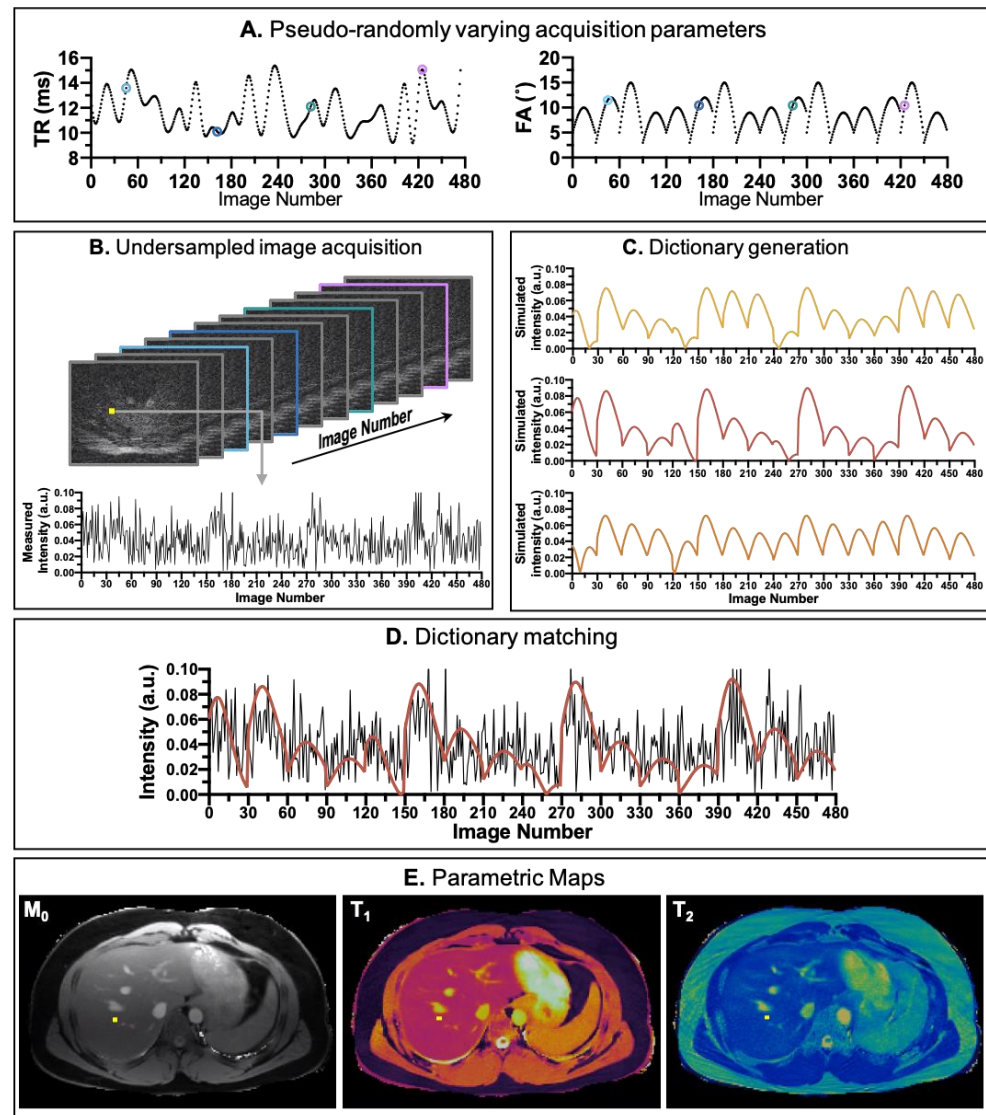 A. Pseudo-randomly varying acquisition parameters
TR (ms)
16
14
12
10
8
0 60 120 180 240 300 360 420 480
Image Number
FA (°)
20
15
10
5
0
0 60 120 180 240 300 360 420 480
Image Number
B. Undersampled image acquisition
Image Number
Measured
Intensity (a.u.)
0.10
0.08
0.06
0.04
0.02
0.00
0 30 60 90 120 150 180 210 240 270 300 330 360 390 420 450 480
Image Number
C. Dictionary generation
Simulated
intensity (a.u.)
0.10
0.08
0.06
0.04
0.02
0.00
0 30 60 90 120 150 180 210 240 270 300 330 360 390 420 450 480
Simulated
intensity (a.u.)
0.10
0.08
0.06
0.04
0.02
0.00
0 30 60 90 120 150 180 210 240 270 300 330 360 390 420 450 480
Simulated
intensity (a.u.)
0.10
0.08
0.06
0.04
0.02
0.00
0 30 60 90 120 150 180 210 240 270 300 330 360 390 420 450 480
Image Number
D. Dictionary matching
Intensity (a.u.)
0.10
0.08
0.06
0.04
0.02
0.00
0 30 60 90 120 150 180 210 240 270 300 330 360 390 420 450 480
Image Number
E. Parametric Maps
M₀
T₁
T₂